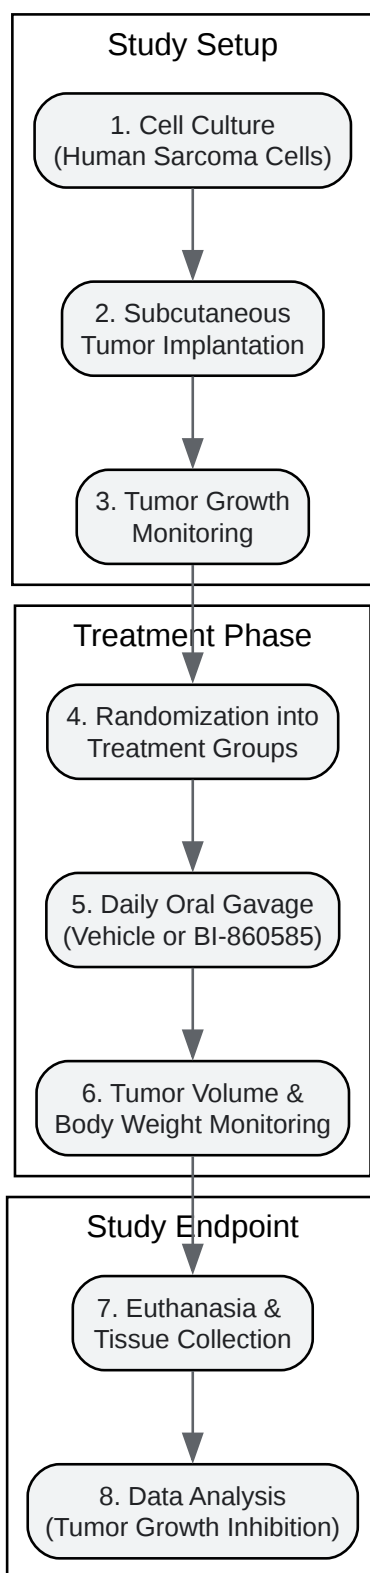 Study Setup
1. Cell Culture
(Human Sarcoma Cells)
2. Subcutaneous
Tumor Implantation
3. Tumor Growth
Monitoring
Treatment Phase
4. Randomization into
Treatment Groups
5. Daily Oral Gavage
(Vehicle or BI-860585)
6. Tumor Volume &
Body Weight Monitoring
Study Endpoint
7. Euthanasia &
Tissue Collection
8. Data Analysis
(Tumor Growth Inhibition)